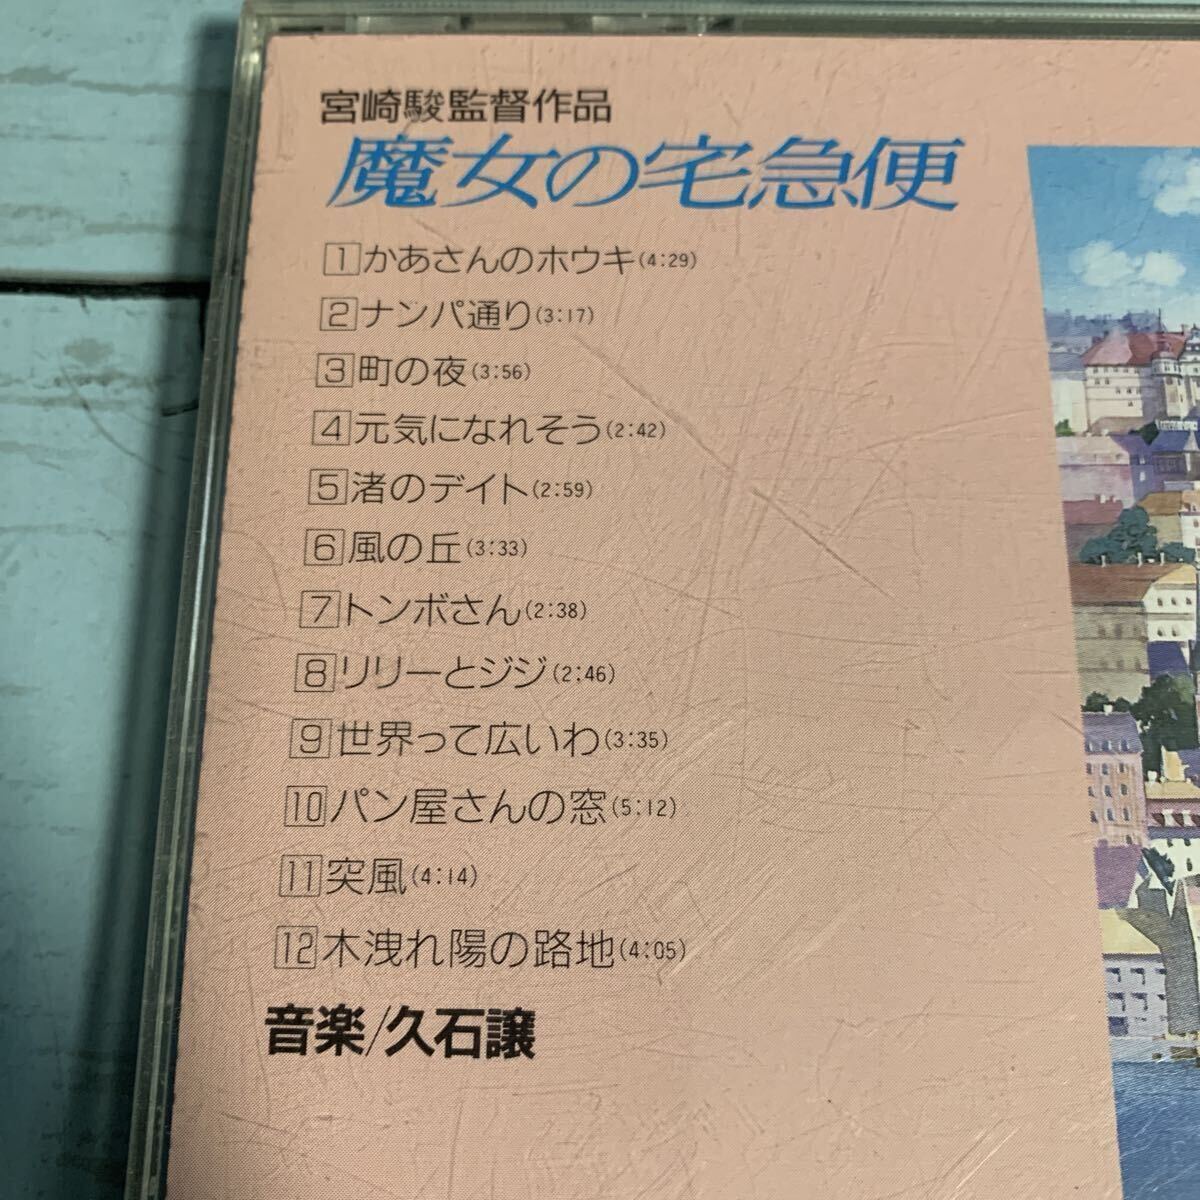 宮崎駿監督作品
魔女の宅急便
1 かあさんのホウキ(4:29)
2 ナンパ通り(3:17)
3 町の夜(3:56)
4 元気になれそう(2:42)
5 渚のデイト(2:59)
6 風の丘(3:33)
7 トンボさん(2:38)
8 リリーとジジ(2:46)
9 世界って広いわ(3:35)
10 パン屋さんの窓(5:12)
11 突風(4:14)
12 木洩れ陽の路地(4:05)
音楽/久石譲